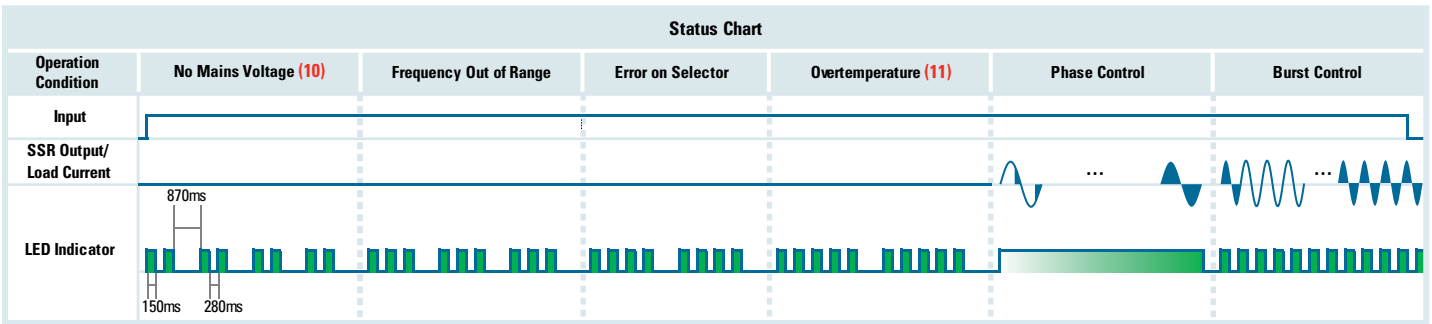 Status Chart
Operation
Condition
No Mains Voltage (10)
Frequency Out of Range
Error on Selector
Overtemperature (11)
Phase Control
Burst Control
Input
SSR Output/
Load Current
...
...
870ms
LED Indicator
150ms
280ms